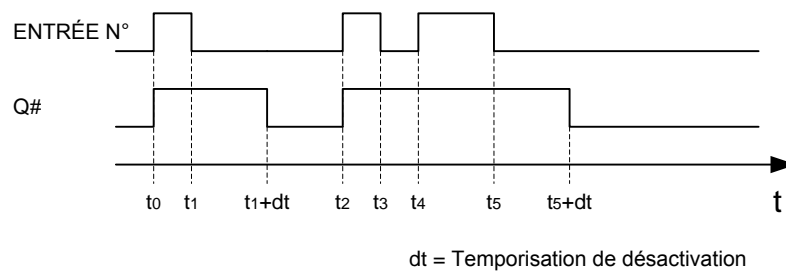 ENTRÉE N°
Q#
t0 t1 t1+dt t2 t3 t4 t5 t5+dt t
dt = Temporisation de désactivation